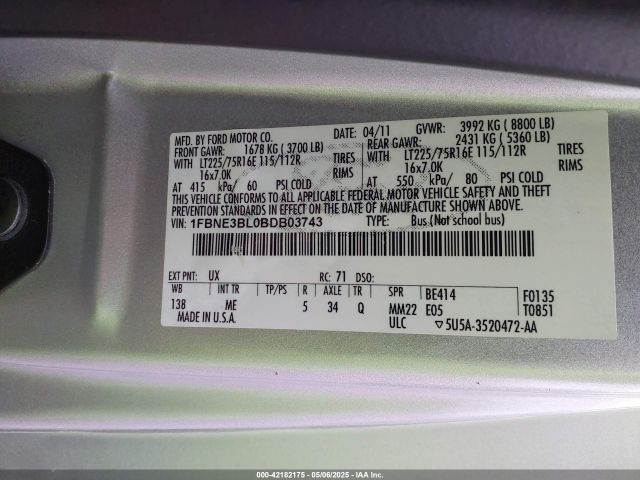 MFD. BY FORD MOTOR CO. DATE 04/11 GVWR: 3992 KG ( 8800 LB)
FRONT GAWR: 1678 KG ( 3700 LB) REAR GAWR: 2431 KG ( 5360 LB)
WITH LT225/75R16E 115/112R TIRES WITH LT225/75R16E 115/112R TIRES
16x7.0K RIMS 16x7.0K RIMS
AT 415 kPa/ 60 PSI COLD AT 550 kPa/ 80 PSI COLD
THIS VEHICLE CONFORMS TO ALL APPLICABLE FEDERAL MOTOR VEHICLE SAFETY AND THEFT
PREVENTION STANDARDS IN EFFECT ON THE DATE OF MANUFACTURE SHOWN ABOVE.
VIN: 1FBNE3BL0BDB03743 TYPE: Bus (Not school bus)
EXT PNT: UX RC: 71 DSO:
WB INT TR TP/PS R AXLE TR SPR BE414 F0135
138 ME 5 34 Q MM22 E05 T0851
MADE IN U.S.A. ULC ▽5U5A-3520472-AA
000-42182175 - 05/06/2025 - IAA Inc.